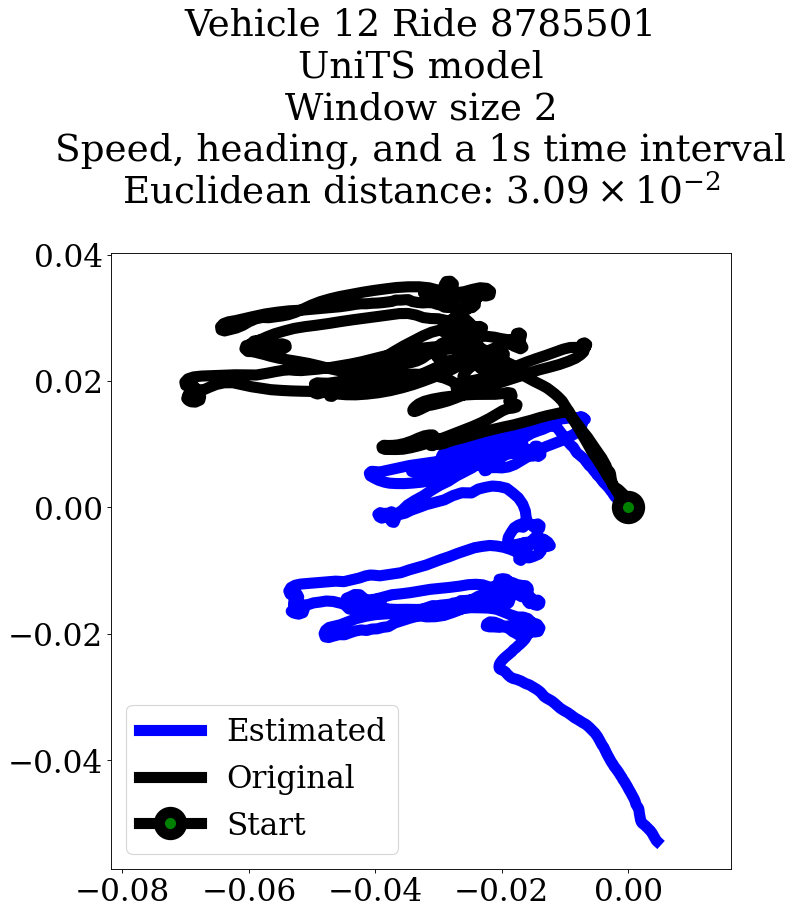 Vehicle 12 Ride 8785501
UniTS model
Window size 2
Speed, heading, and a 1s time interval
Euclidean distance: 3.09 × 10⁻²
0.04
0.02
0.00
−0.02
−0.04
Estimated
Original
Start
−0.08 −0.06 −0.04 −0.02 0.00